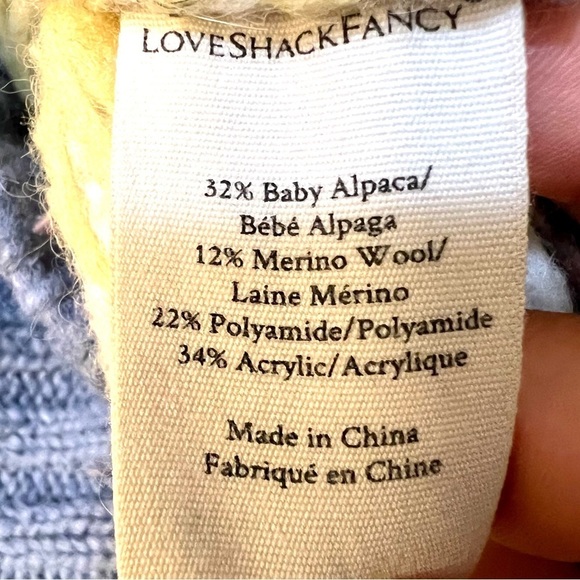 LOVESHACKFANCY
32% Baby Alpaca/
Bébé Alpaga
12% Merino Wool/
Laine Mérino
22% Polyamide/Polyamide
34% Acrylic/Acrylique
Made in China
Fabriqué en Chine